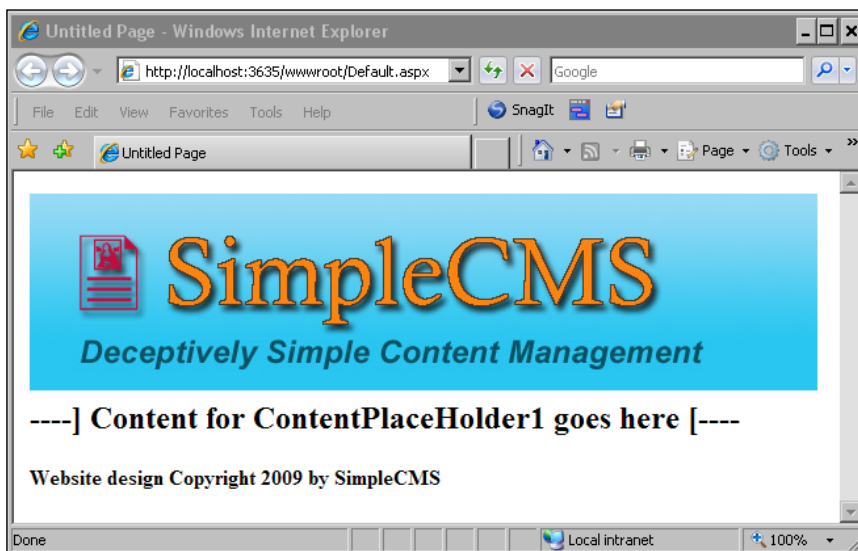 Untitled Page - Windows Internet Explorer
http://localhost:3635/wwwroot/Default.aspx
Google
File Edit View Favorites Tools Help
SnagIt
Untitled Page
Page
Tools
»
SimpleCMS
Deceptively Simple Content Management
----] Content for ContentPlaceHolder1 goes here [----
Website design Copyright 2009 by SimpleCMS
Done
Local intranet
100%